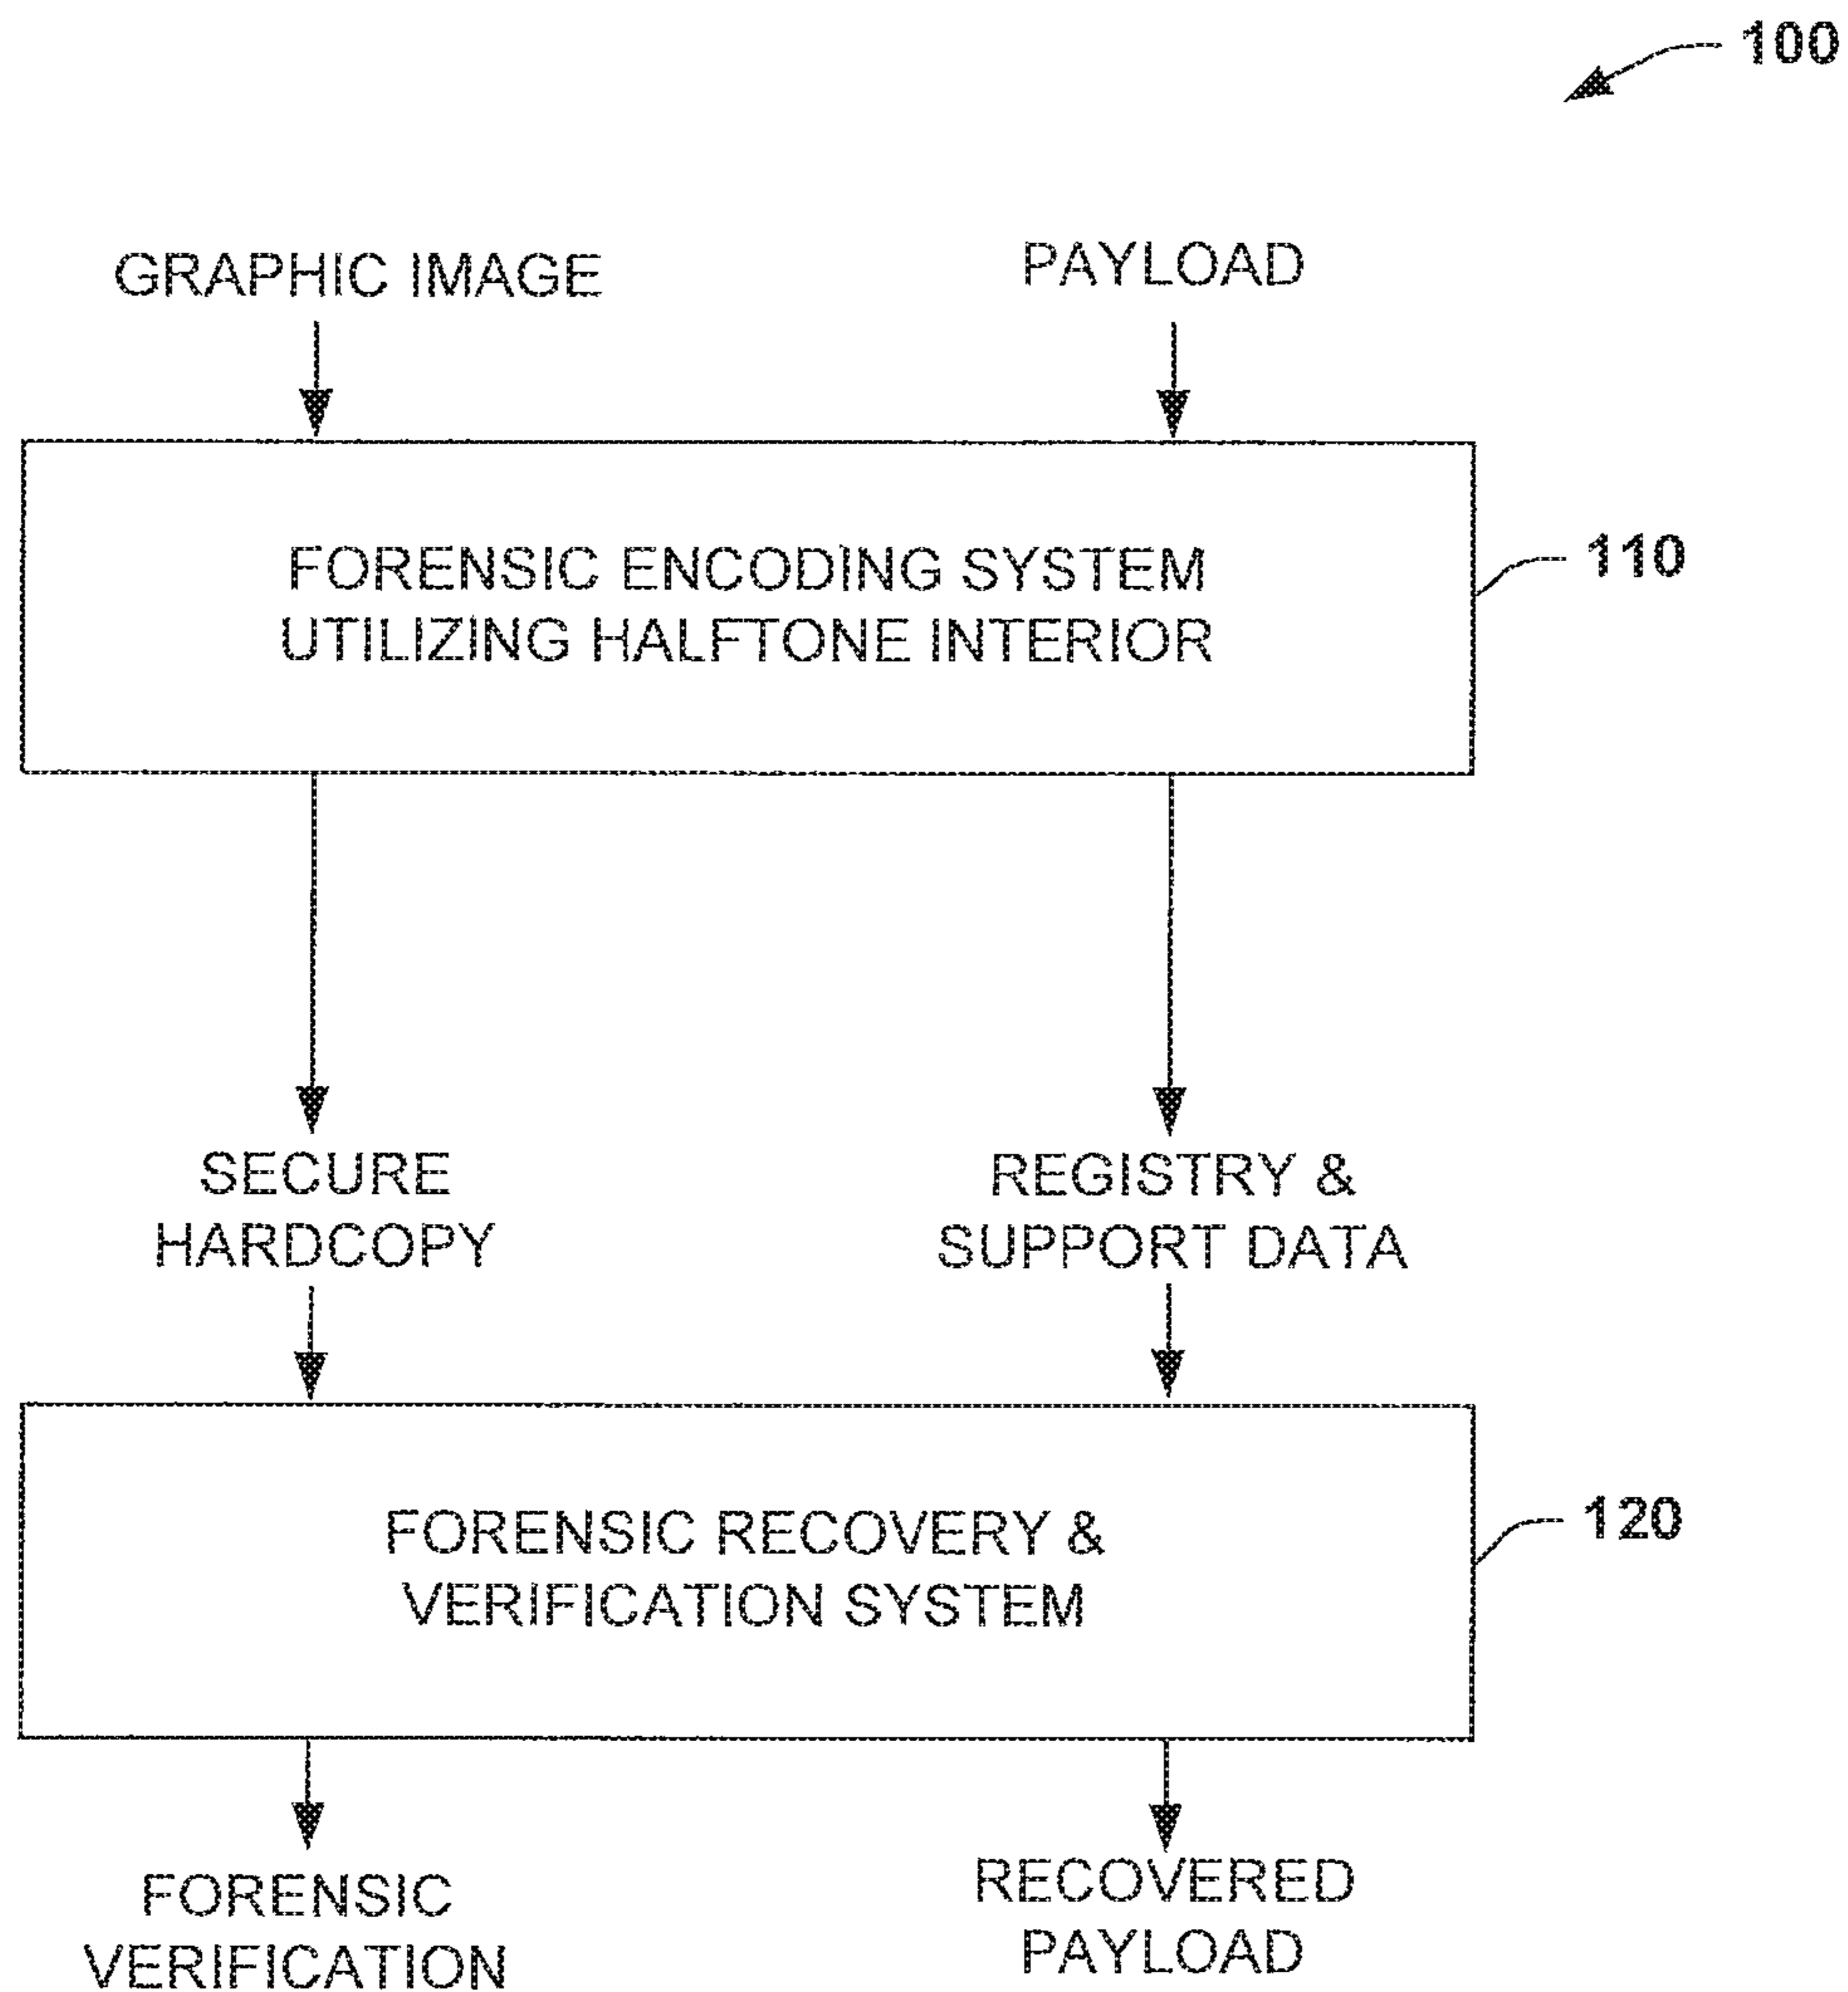 100
GRAPHIC IMAGE
PAYLOAD
FORENSIC ENCODING SYSTEM
UTILIZING HALFTONE INTERIOR
110
SECURE
HARDCOPY
REGISTRY &
SUPPORT DATA
FORENSIC RECOVERY &
VERIFICATION SYSTEM
120
FORENSIC
VERIFICATION
RECOVERED
PAYLOAD